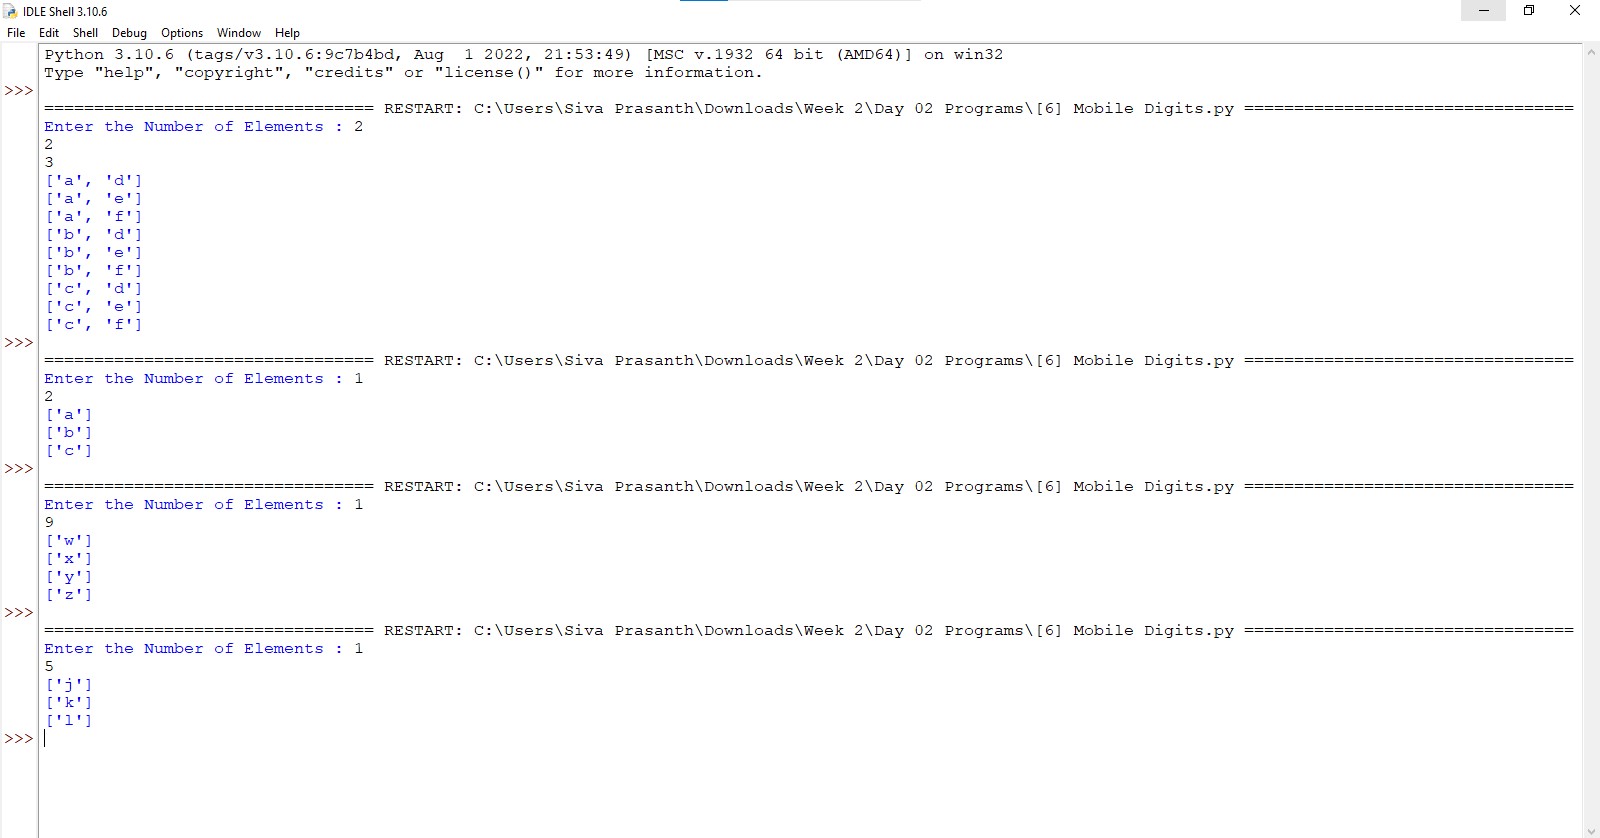 IDLE Shell 3.10.6
File Edit Shell Debug Options Window Help
Python 3.10.6 (tags/v3.10.6:9c7b4bd, Aug  1 2022, 21:53:49) [MSC v.1932 64 bit (AMD64)] on win32
Type "help", "copyright", "credits" or "license()" for more information.
>>>
================================= RESTART: C:\Users\Siva Prasanth\Downloads\Week 2\Day 02 Programs\[6] Mobile Digits.py =================================
Enter the Number of Elements : 2
2
3
['a', 'd']
['a', 'e']
['a', 'f']
['b', 'd']
['b', 'e']
['b', 'f']
['c', 'd']
['c', 'e']
['c', 'f']
>>>
================================= RESTART: C:\Users\Siva Prasanth\Downloads\Week 2\Day 02 Programs\[6] Mobile Digits.py =================================
Enter the Number of Elements : 1
2
['a']
['b']
['c']
>>>
================================= RESTART: C:\Users\Siva Prasanth\Downloads\Week 2\Day 02 Programs\[6] Mobile Digits.py =================================
Enter the Number of Elements : 1
9
['w']
['x']
['y']
['z']
>>>
================================= RESTART: C:\Users\Siva Prasanth\Downloads\Week 2\Day 02 Programs\[6] Mobile Digits.py =================================
Enter the Number of Elements : 1
5
['j']
['k']
['l']
>>>